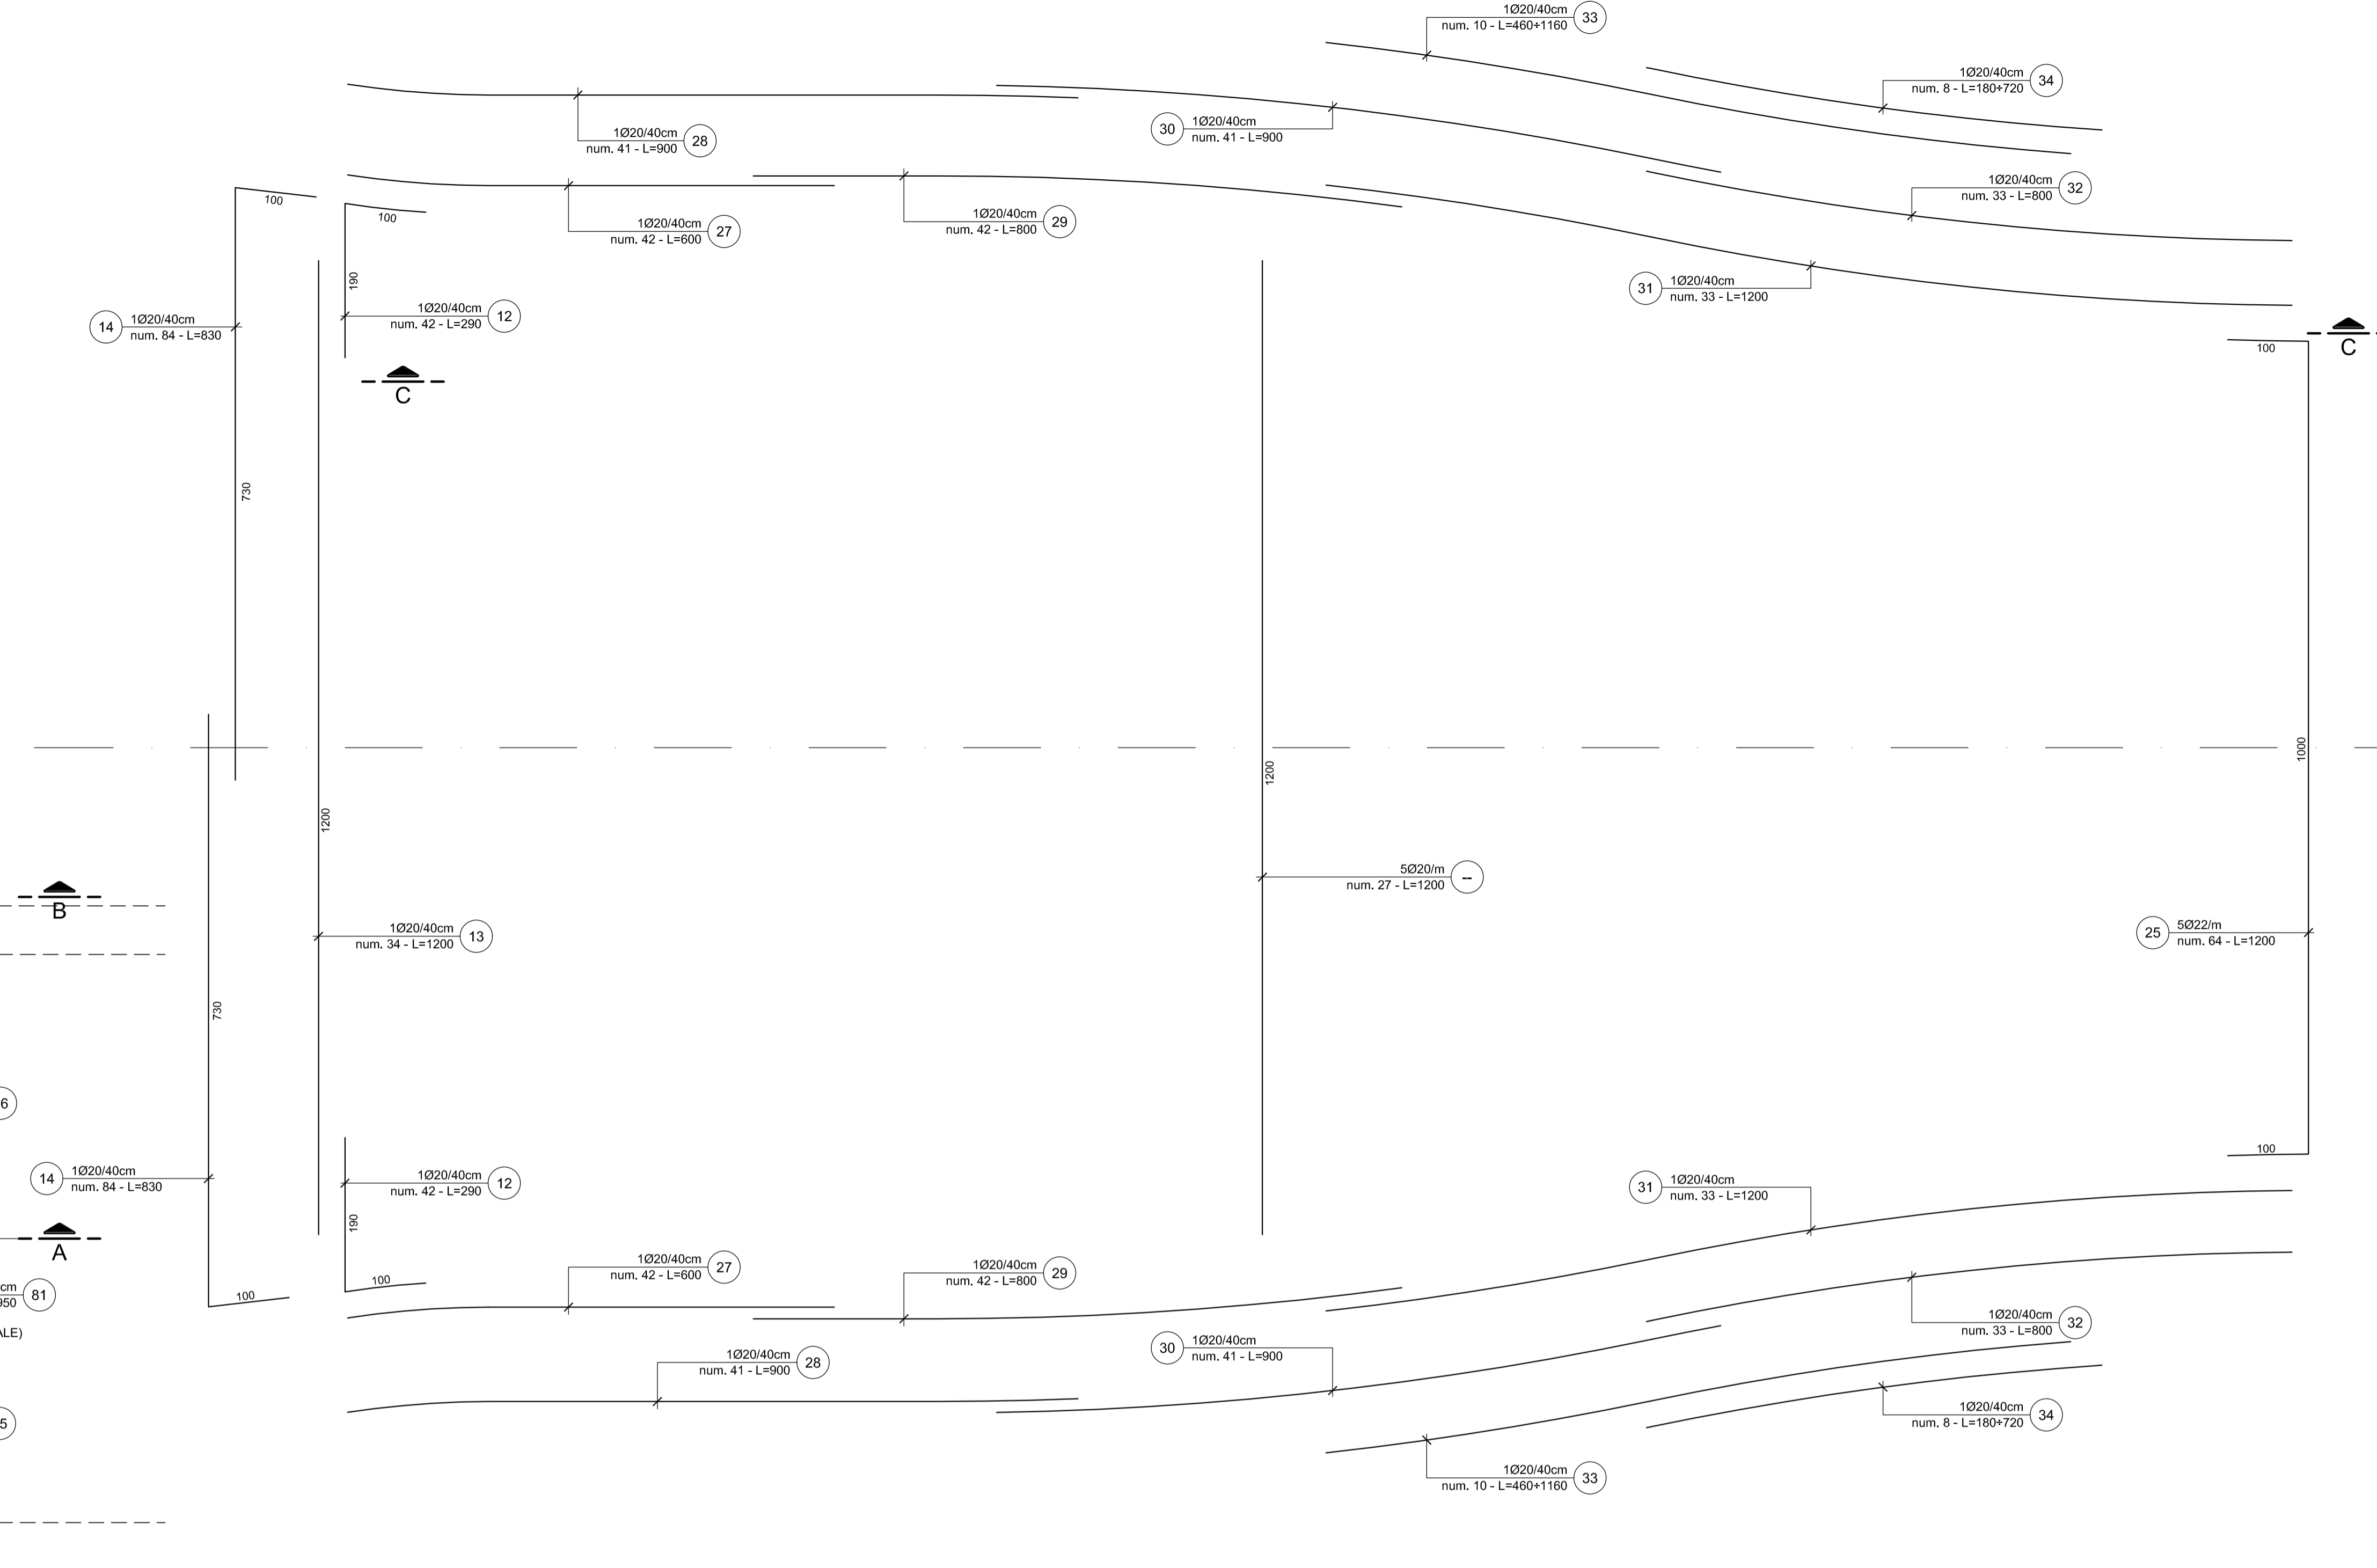 1Ø20/40cm
num. 10 - L=460÷1160
33
1Ø20/40cm
num. 8 - L=180÷720
34
1Ø20/40cm
num. 41 - L=900
28
30
1Ø20/40cm
num. 41 - L=900
1Ø20/40cm
num. 33 - L=800
32
100
100
1Ø20/40cm
num. 42 - L=600
27
1Ø20/40cm
num. 42 - L=800
29
190
31
1Ø20/40cm
num. 33 - L=1200
14
1Ø20/40cm
num. 84 - L=830
1Ø20/40cm
num. 42 - L=290
12
C
C
100
730
1200
1200
1000
5Ø20/m
num. 27 - L=1200
--
B
1Ø20/40cm
num. 34 - L=1200
13
25
5Ø22/m
num. 64 - L=1200
730
6
14
1Ø20/40cm
num. 84 - L=830
1Ø20/40cm
num. 42 - L=290
12
100
31
1Ø20/40cm
num. 33 - L=1200
190
A
1Ø20/40cm
num. 42 - L=600
27
1Ø20/40cm
num. 42 - L=800
29
100
100
cm
950
81
ALE)
1Ø20/40cm
num. 33 - L=800
32
1Ø20/40cm
num. 41 - L=900
28
30
1Ø20/40cm
num. 41 - L=900
5
1Ø20/40cm
num. 8 - L=180÷720
34
1Ø20/40cm
num. 10 - L=460÷1160
33